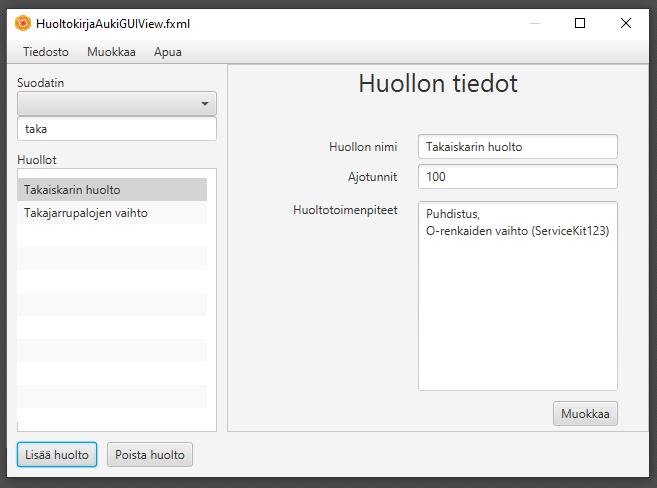 HuoltokirjaAukiGUIView.fxml
Tiedosto Muokkaa Apua
Suodatin
taka
Huollot
Takaiskarin huolto
Takajarrupalojen vaihto
Lisää huolto Poista huolto
Huollon tiedot
Huollon nimi Takaiskarin huolto
Ajotunnit 100
Huoltotoimenpiteet Puhdistus,
O-renkaiden vaihto (ServiceKit123)
Muokkaa